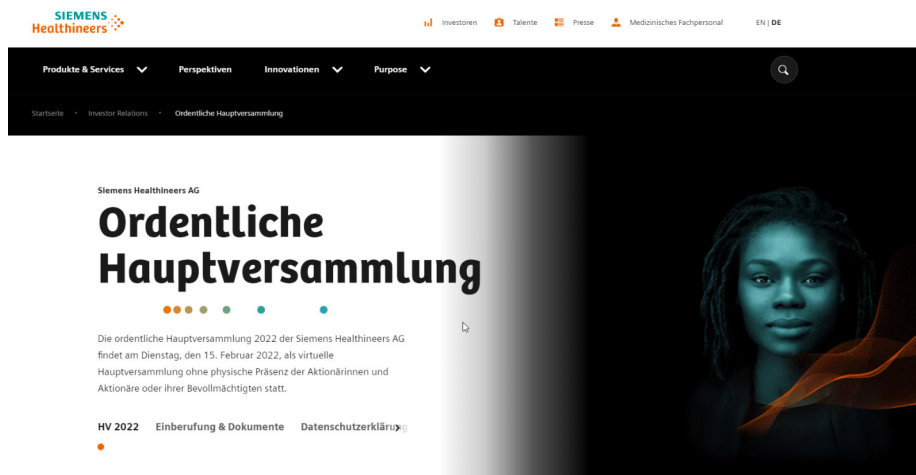 SIEMENS
Healthineers
Investoren Talente Presse Medizinisches Fachpersonal EN | DE
Produkte & Services Perspektiven Innovationen Purpose
Startseite - Investor Relations - Ordentliche Hauptversammlung
Siemens Healthineers AG
Ordentliche
Hauptversammlung
Die ordentliche Hauptversammlung 2022 der Siemens Healthineers AG
findet am Dienstag, den 15. Februar 2022, als virtuelle
Hauptversammlung ohne physische Präsenz der Aktionärinnen und
Aktionäre oder ihrer Bevollmächtigten statt.
HV 2022 Einberufung & Dokumente Datenschutzerklärung